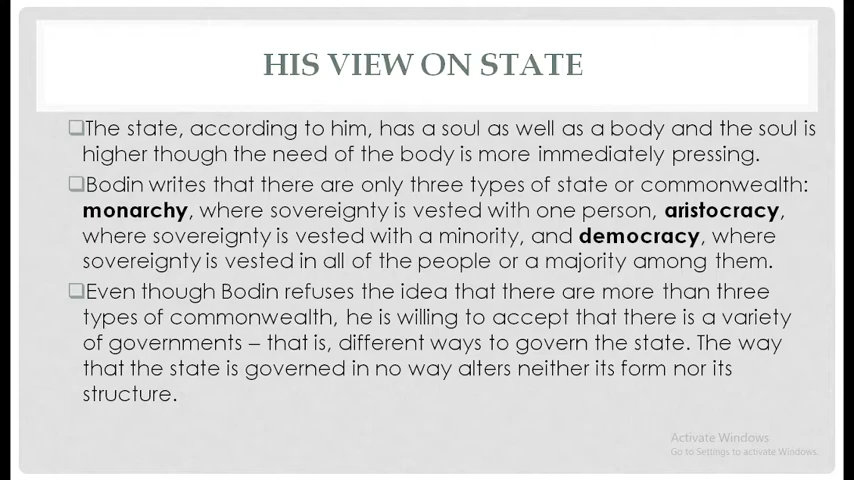 HIS VIEW ON STATE
❑The state, according to him, has a soul as well as a body and the soul is
higher though the need of the body is more immediately pressing.
❑Bodin writes that there are only three types of state or commonwealth:
monarchy, where sovereignty is vested with one person, aristocracy,
where sovereignty is vested with a minority, and democracy, where
sovereignty is vested in all of the people or a majority among them.
❑Even though Bodin refuses the idea that there are more than three
types of commonwealth, he is willing to accept that there is a variety
of governments – that is, different ways to govern the state. The way
that the state is governed in no way alters neither its form nor its
structure.
Activate Windows
Go to Settings to activate Windows.